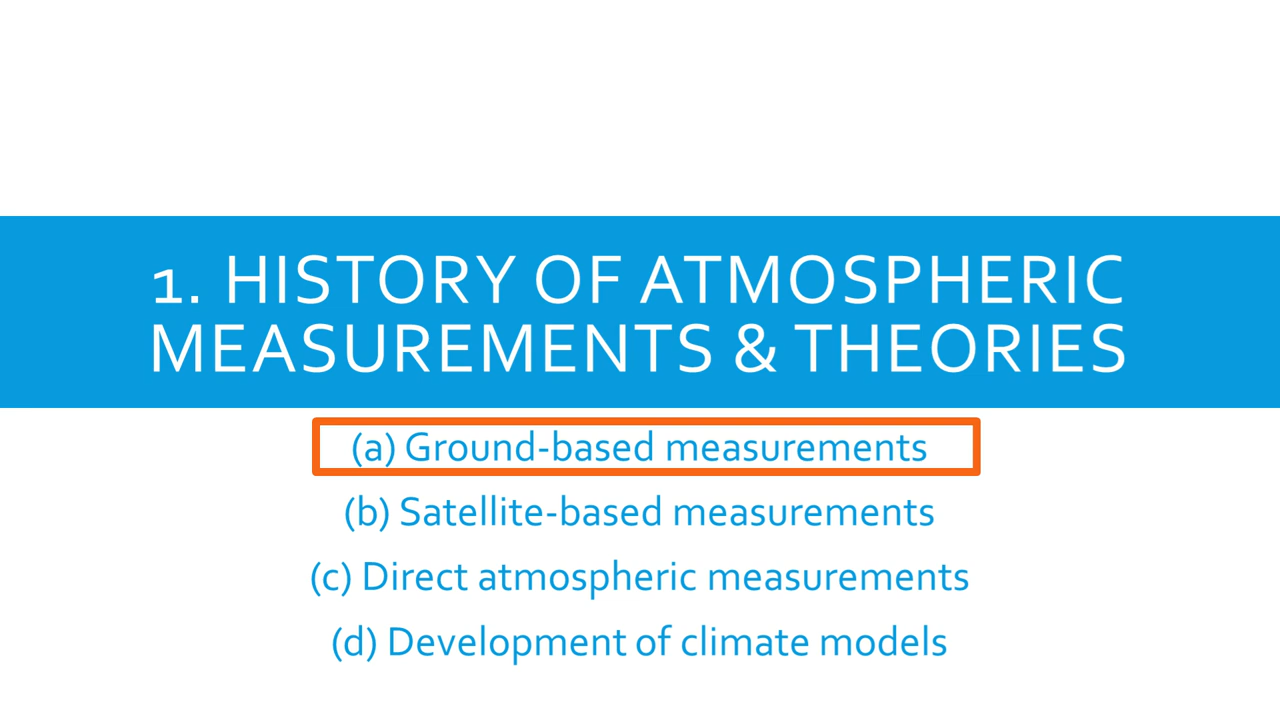 1. HISTORY OF ATMOSPHERIC
MEASUREMENTS & THEORIES
(a) Ground-based measurements
(b) Satellite-based measurements
(c) Direct atmospheric measurements
(d) Development of climate models